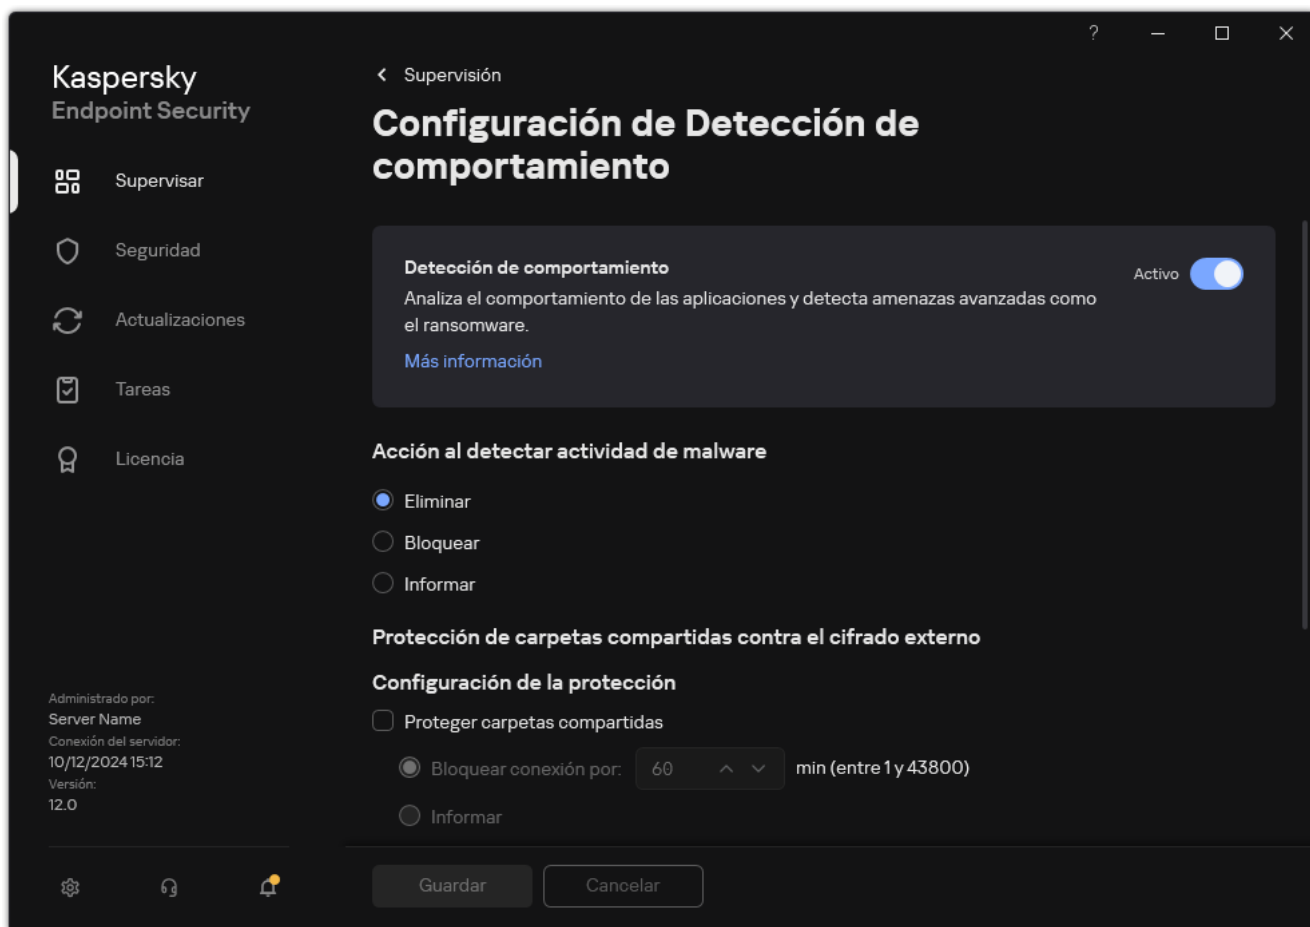 ?
Kaspersky
Endpoint Security
Supervisar
Seguridad
Actualizaciones
Tareas
Licencia
Administrado por:
Server Name
Conexión del servidor:
10/12/2024 15:12
Versión:
12.0
Supervisión
Configuración de Detección de
comportamiento
Detección de comportamiento
Activo
Analiza el comportamiento de las aplicaciones y detecta amenazas avanzadas como
el ransomware.
Más información
Acción al detectar actividad de malware
Eliminar
Bloquear
Informar
Protección de carpetas compartidas contra el cifrado externo
Configuración de la protección
Proteger carpetas compartidas
Bloquear conexión por: 60 min (entre 1 y 43800)
Informar
Guardar Cancelar